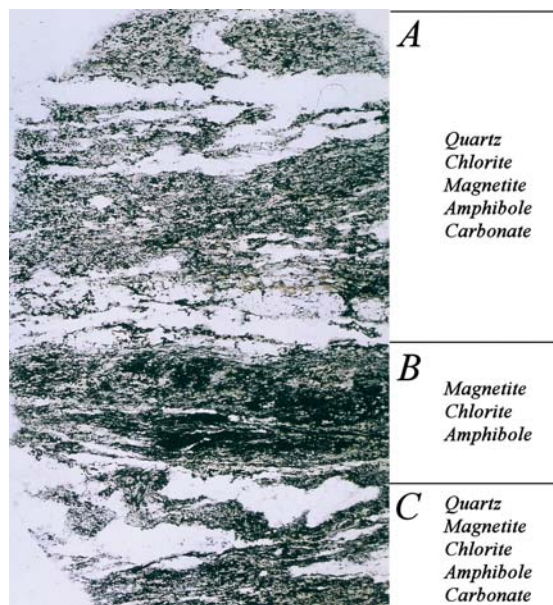 A
Quartz
Chlorite
Magnetite
Amphibole
Carbonate
B
Magnetite
Chlorite
Amphibole
C
Quartz
Magnetite
Chlorite
Amphibole
Carbonate